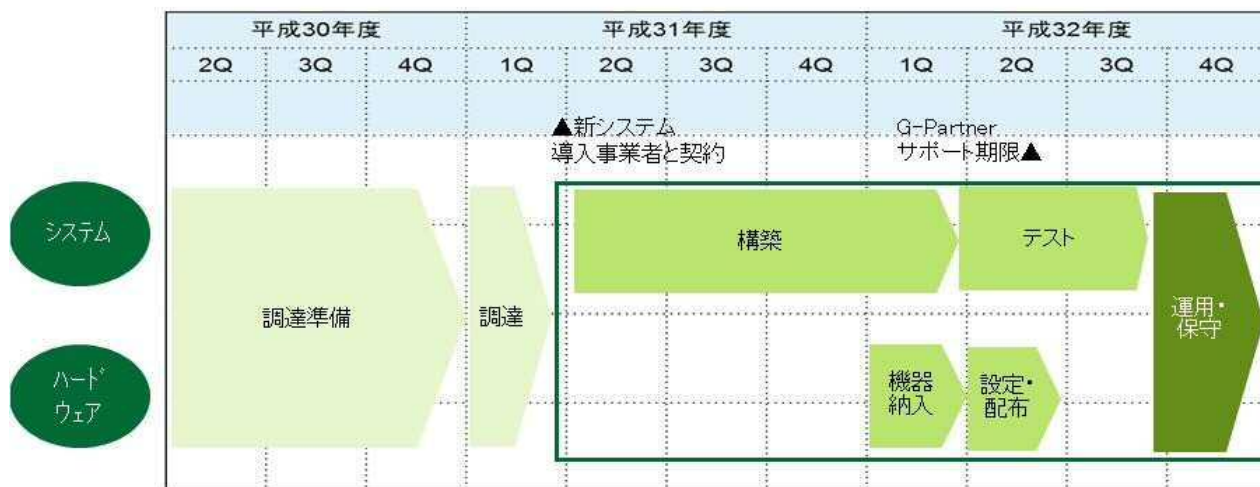 平成30年度 平成31年度 平成32年度
2Q 3Q 4Q 1Q 2Q 3Q 4Q 1Q 2Q 3Q 4Q
▲新システム
導入事業者と契約
G-Partner
サポート期限▲
システム
調達準備
調達
構築
テスト
運用・
保守
ハード
ウェア
機器
納入
設定・
配布